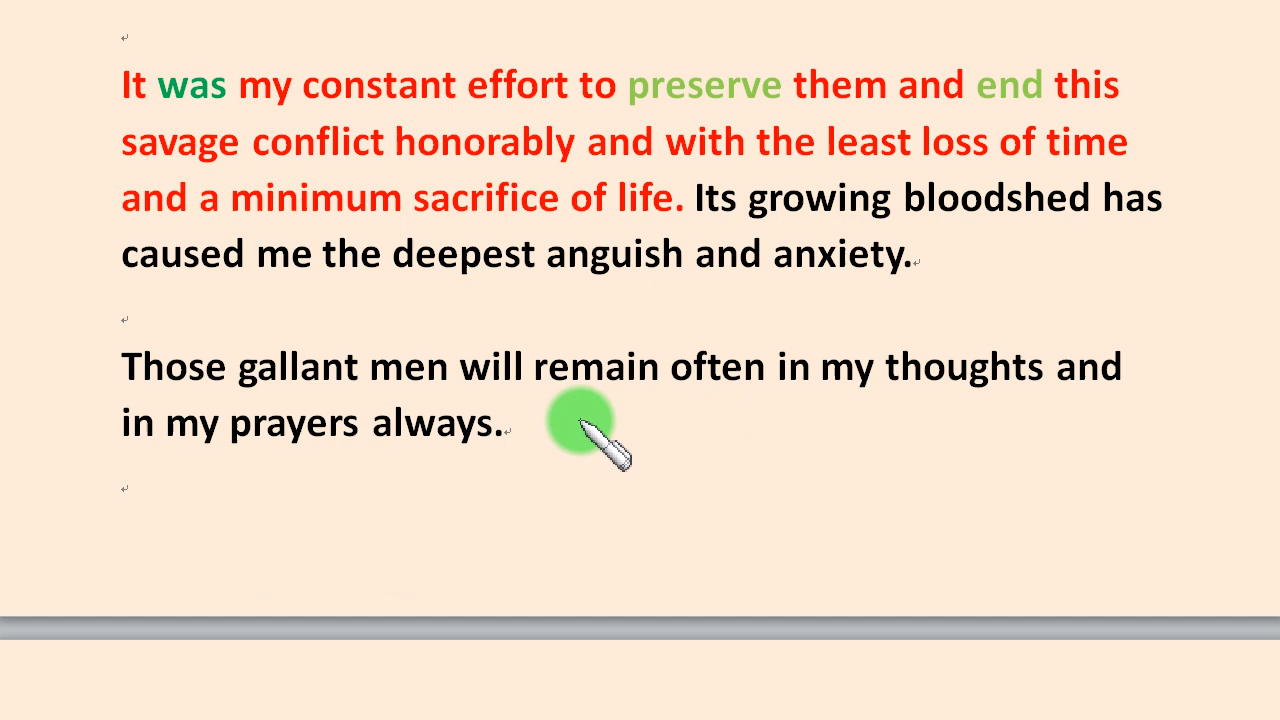 It was my constant effort to preserve them and end this
savage conflict honorably and with the least loss of time
and a minimum sacrifice of life. Its growing bloodshed has
caused me the deepest anguish and anxiety.
Those gallant men will remain often in my thoughts and
in my prayers always.